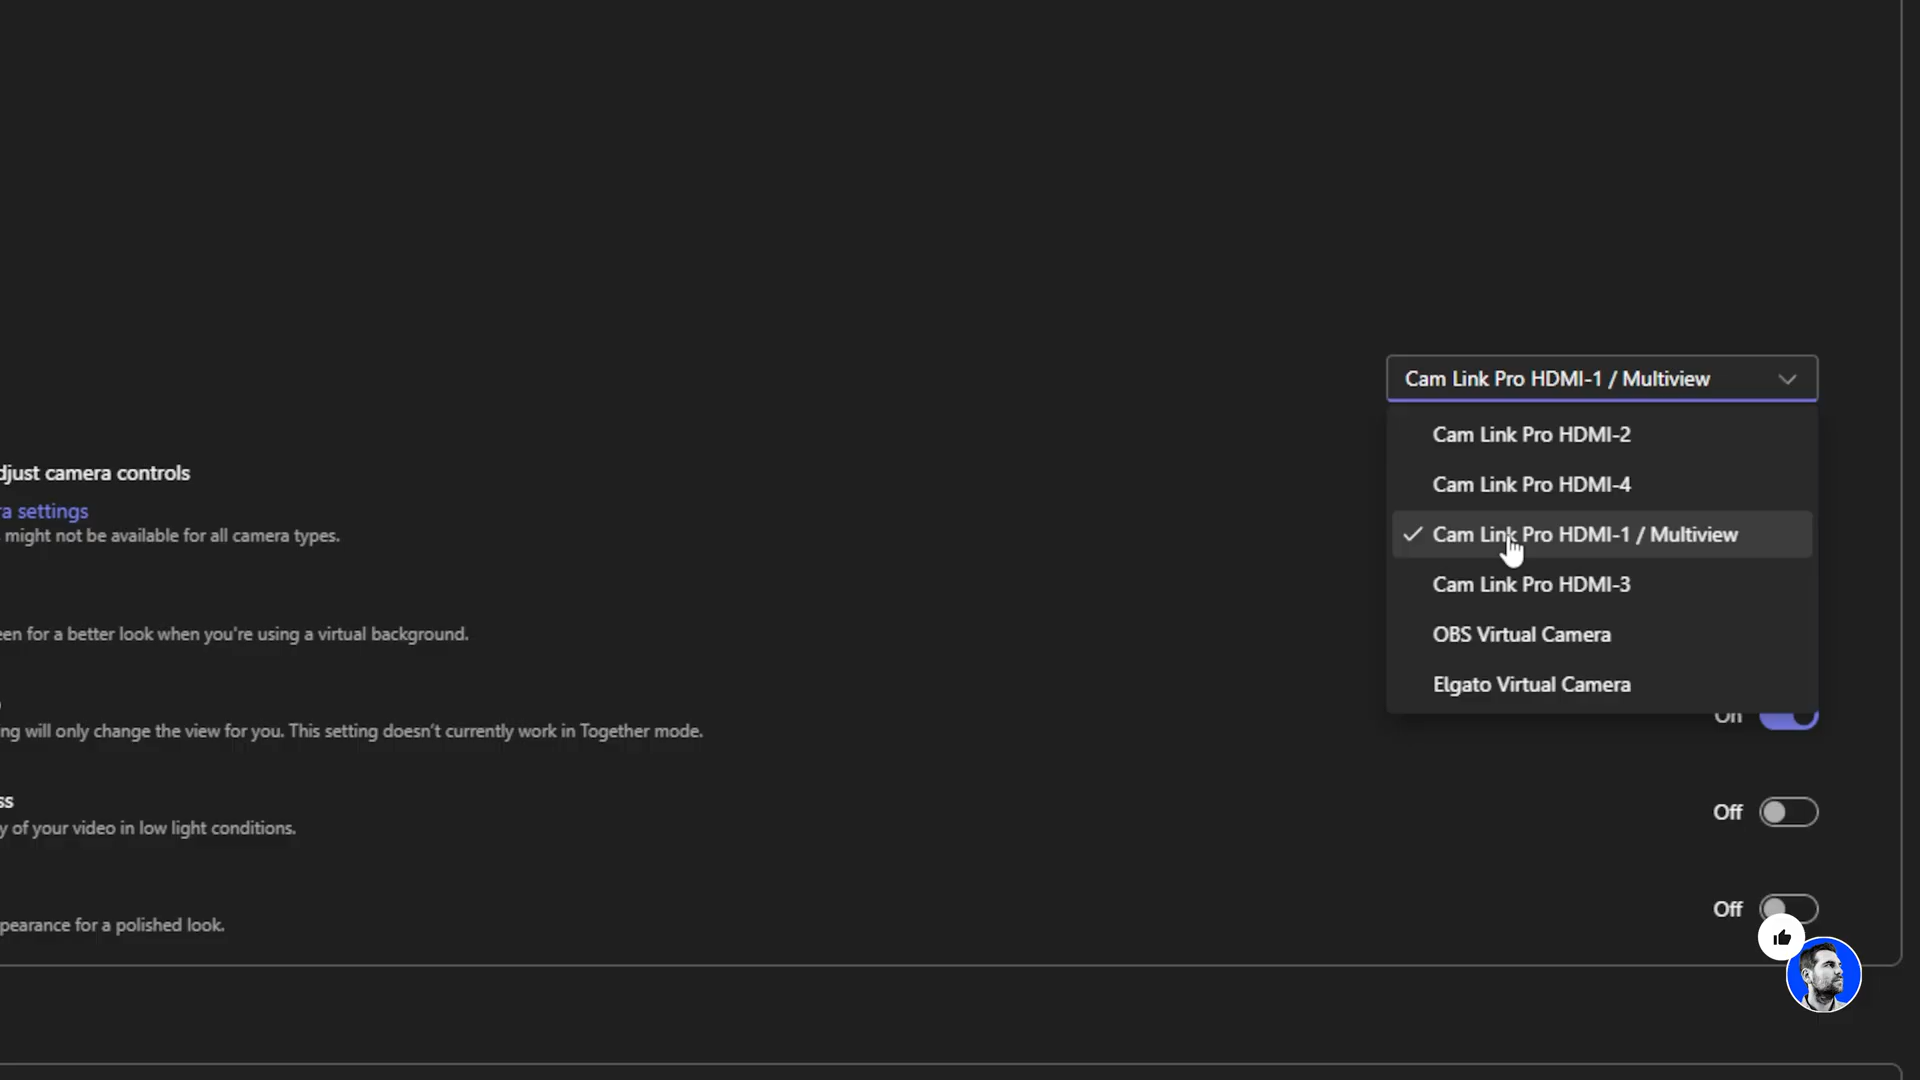 Cam Link Pro HDMI-1 / Multiview
Cam Link Pro HDMI-2
Cam Link Pro HDMI-4
Cam Link Pro HDMI-1 / Multiview
Cam Link Pro HDMI-3
OBS Virtual Camera
Elgato Virtual Camera
djust camera controls
ra settings
might not be available for all camera types.
een for a better look when you're using a virtual background.
On
ng will only change the view for you. This setting doesn't currently work in Together mode.
ss
Off
y of your video in low light conditions.
Off
pearance for a polished look.